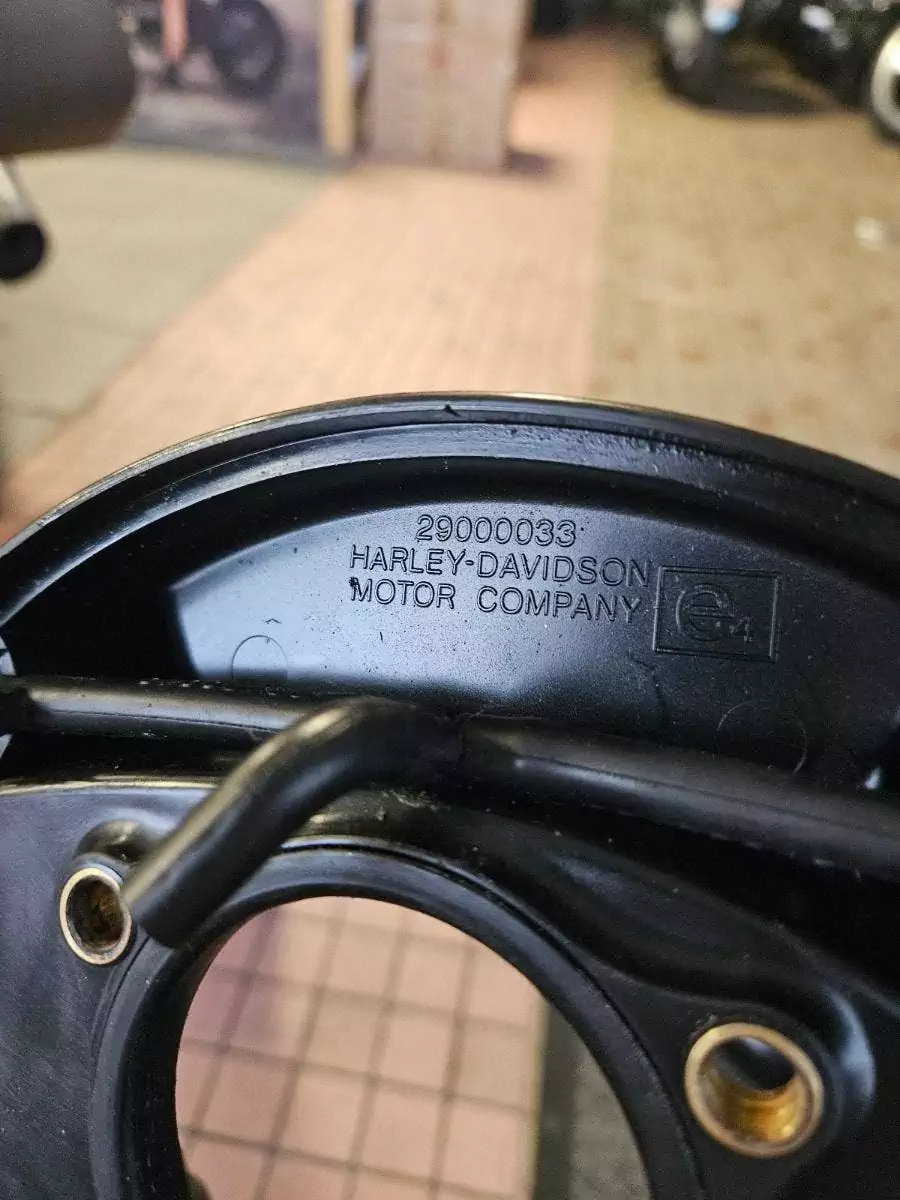 29000033
HARLEY-DAVIDSON
MOTOR COMPANY
e4